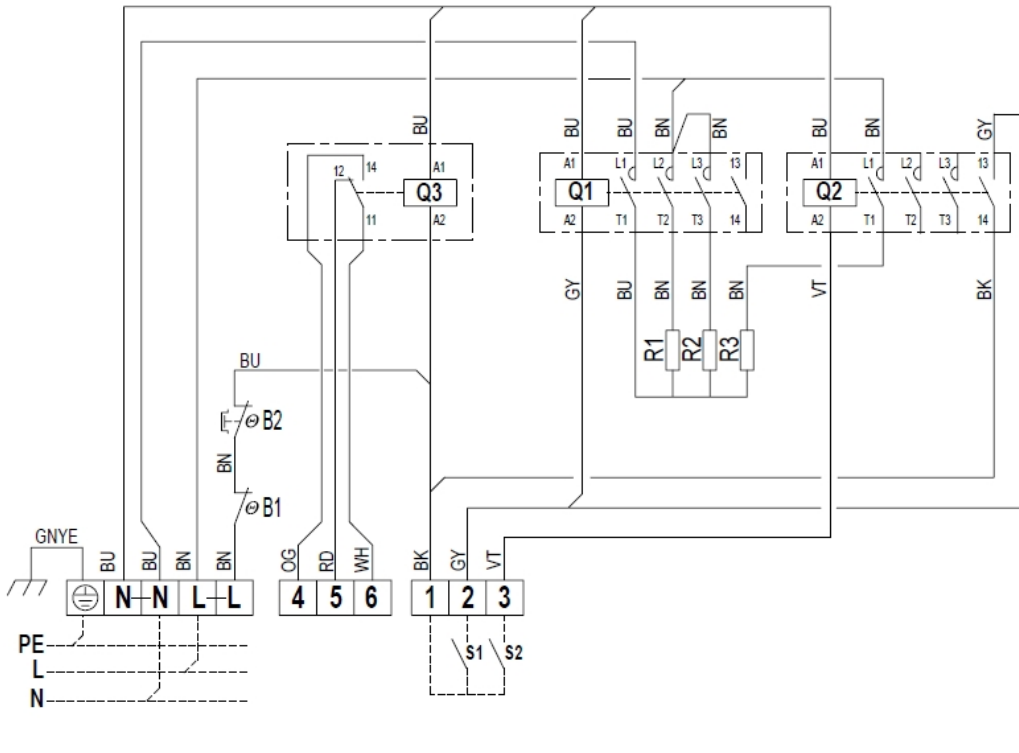 BU BU BU BN BN BU BN GY
12 14 A1 A1 L1 L2 L3 13 A1 L1 L2 L3 13
Q3 Q1 Q2
11 A2 A2 T1 T2 T3 14 A2 T1 T2 T3 14
GY BU BN BN BN VT BK
R1 R2 R3
BU
B2
BN
B1
GNYE
BU BU BN BN OG RD WH BK GY VT
N N L L 4 5 6 1 2 3
PE
S1 S2
L
N